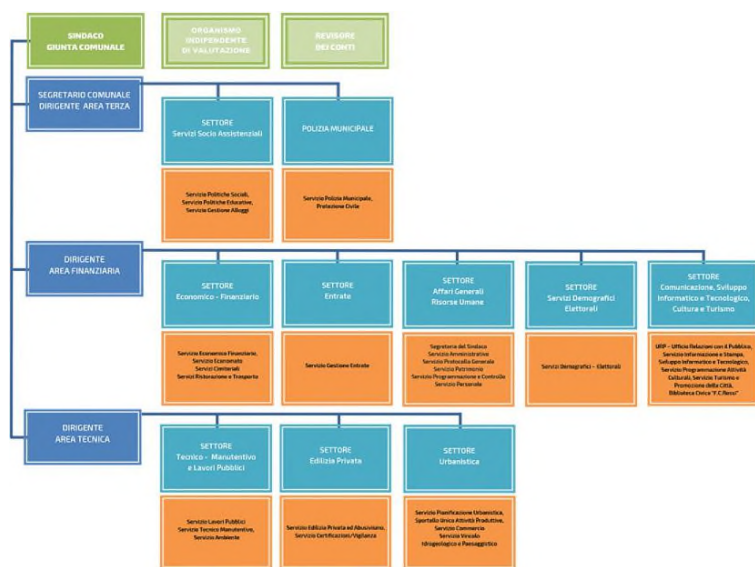 SINDACO
GIUNTA COMUNALE
ORGANISMO
INDIPENDENTE
DI VALUTAZIONE
REVISORE
DEI CONTI
SEGRETARIO COMUNALE
DIRIGENTE AREA TERZA
SETTORE
Servizi Socio Assistenziali
POLIZIA MUNICIPALE
Servizio Politiche Sociali,
Servizio Politiche Educative,
Servizio Gestione Alloggi
Servizio Polizia Municipale,
Protezione Civile
DIRIGENTE
AREA FINANZIARIA
SETTORE
Economico - Finanziario
SETTORE
Entrate
SETTORE
Affari Generali
Risorse Umane
SETTORE
Servizi Demografici
Elettorali
SETTORE
Comunicazione, Sviluppo
Informatico e Tecnologico,
Cultura e Turismo
Servizio Economico Finanziario,
Servizio Economato
Servizi Cimiteriali
Servizi Ristorazione e Trasporto
Servizio Gestione Entrate
Segreteria del Sindaco
Servizio Amministrativo
Servizio Protocollo Generale
Servizio Patrimonio
Servizio Programmazione e Controllo
Servizio Personale
Servizi Demografici - Elettorali
URP - Ufficio Relazioni con il Pubblico,
Servizio Informazione e Stampa,
Sviluppo Informatico e Tecnologico,
Servizio Programmazione Attività
Culturali, Servizio Turismo e
Promozione della Città,
Biblioteca Civica "F.C.Rossi"
DIRIGENTE
AREA TECNICA
SETTORE
Tecnico - Manutentivo
e Lavori Pubblici
SETTORE
Edilizia Privata
SETTORE
Urbanistica
Servizio Lavori Pubblici
Servizio Tecnico Manutentivo,
Servizio Ambiente
Servizio Edilizia Privata ed Abusivismo,
Servizio Certificazioni/Vigilanza
Servizio Pianificazione Urbanistica,
Sportello Unico Attività Produttive,
Servizio Commercio
Servizio Vincolo
Idrogeologico e Paesaggistico